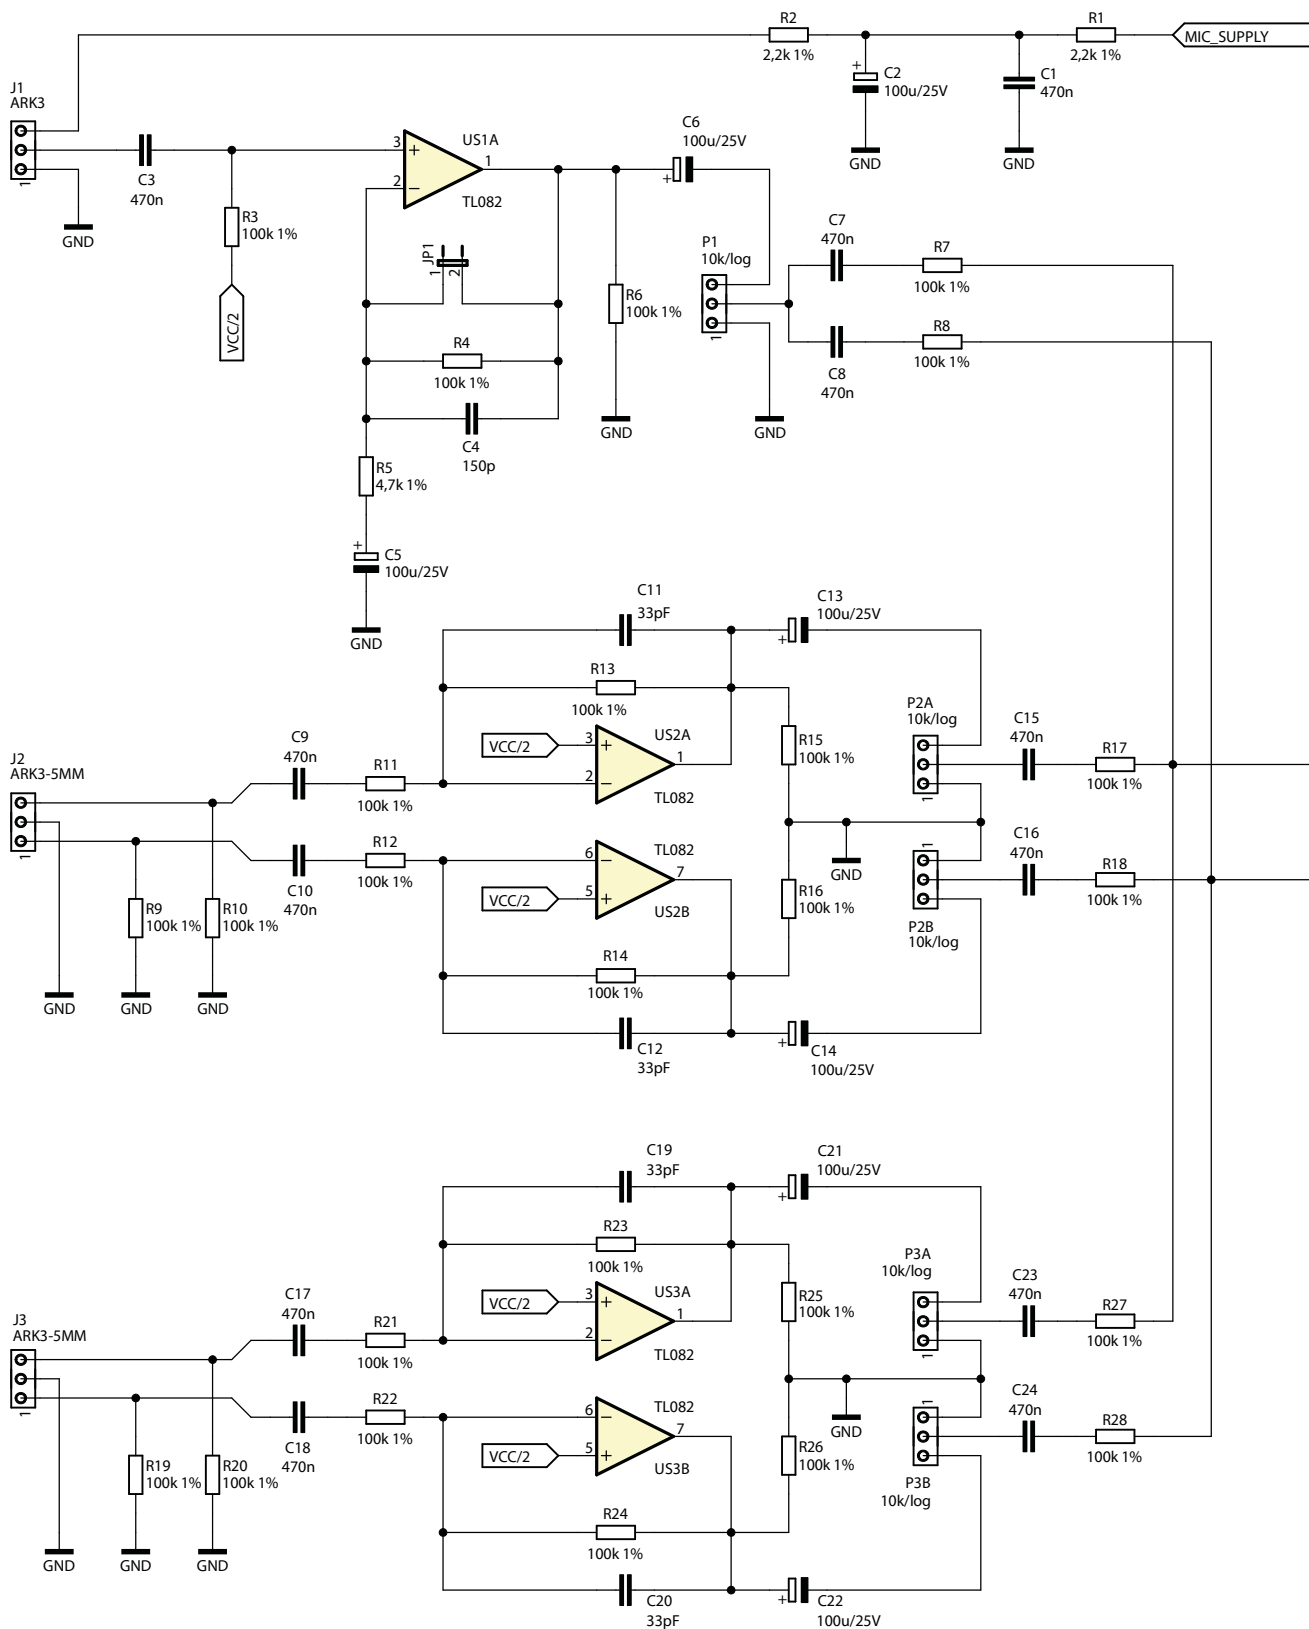 R2
2,2k 1%
R1
2,2k 1%
MIC_SUPPLY
+
C2
100u/25V
GND
C1
470n
GND
J1
ARK3
1
GND
C3
470n
R3
100k 1%
VCC/2
3
+
2
−
US1A
1
TL082
JP1
1
2
R4
100k 1%
C4
150p
R5
4,7k 1%
+
C5
100u/25V
GND
C6
100u/25V
+
R6
100k 1%
GND
P1
10k/log
1
GND
C7
470n
R7
100k 1%
R8
100k 1%
C8
470n
C11
33pF
C13
100u/25V
+
R13
100k 1%
VCC/2
3
+
2
−
US2A
1
TL082
R15
100k 1%
P2A
10k/log
1
C15
470n
R17
100k 1%
J2
ARK3-5MM
1
C9
470n
R11
100k 1%
R12
100k 1%
C10
470n
R9
100k 1%
R10
100k 1%
GND
GND
GND
TL082
6
−
7
VCC/2
5
+
US2B
GND
R16
100k 1%
1
P2B
10k/log
C16
470n
R18
100k 1%
R14
100k 1%
C12
33pF
+
C14
100u/25V
C19
33pF
C21
100u/25V
+
R23
100k 1%
VCC/2
3
+
2
−
US3A
1
TL082
R25
100k 1%
P3A
10k/log
1
C23
470n
R27
100k 1%
J3
ARK3-5MM
1
C17
470n
R21
100k 1%
R22
100k 1%
C18
470n
R19
100k 1%
R20
100k 1%
GND
GND
GND
TL082
6
−
7
VCC/2
5
+
US3B
GND
R26
100k 1%
1
P3B
10k/log
C24
470n
R28
100k 1%
R24
100k 1%
C20
33pF
+
C22
100u/25V